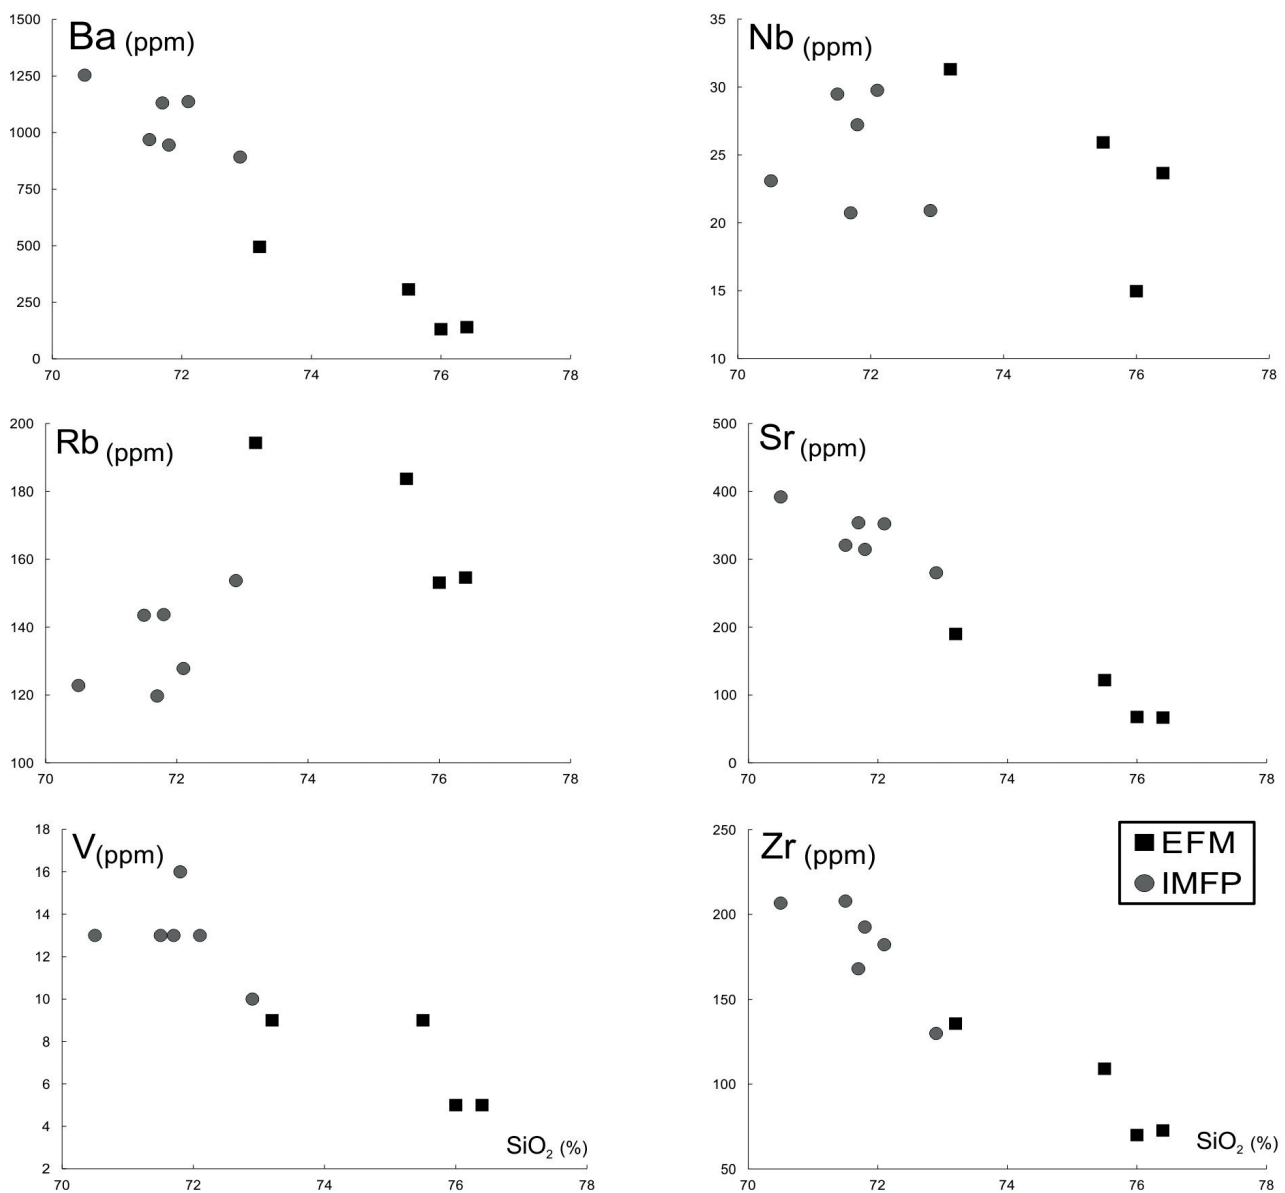 Ba (ppm)
1500
1250
1000
750
500
250
0
70 72 74 76 78
Nb (ppm)
35
30
25
20
15
10
70 72 74 76 78
Rb (ppm)
200
180
160
140
120
100
70 72 74 76 78
Sr (ppm)
500
400
300
200
100
0
70 72 74 76 78
V(ppm)
18
16
14
12
10
8
6
4
2
SiO₂ (%)
70 72 74 76 78
Zr (ppm)
250
200
150
100
50
EFM
IMFP
SiO₂ (%)
70 72 74 76 78